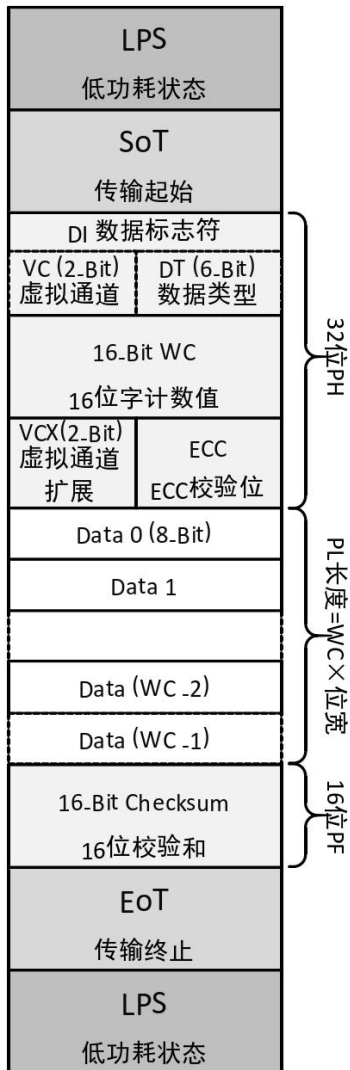 LPS
低功耗状态
SoT
传输起始
DI 数据标志符
VC (2-Bit)
虚拟通道
DT (6-Bit)
数据类型
16-Bit WC
16位字计数值
VCX(2-Bit)
虚拟通道
扩展
ECC
ECC校验位
32位PH
Data 0 (8-Bit)
Data 1
Data (WC -2)
Data (WC -1)
PL长度=WC×位宽
16-Bit Checksum
16位校验和
16位PF
EoT
传输终止
LPS
低功耗状态